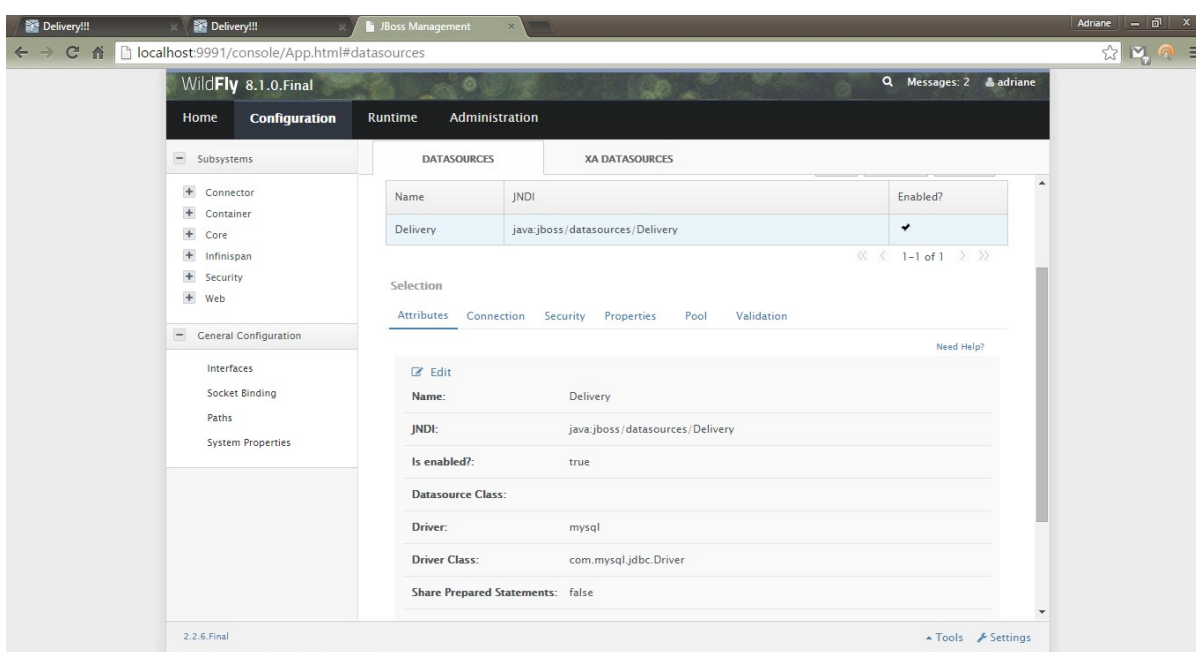 Delivery!!! Delivery!!! JBoss Management Adriane
localhost:9991/console/App.html#datasources
WildFly 8.1.0.Final Messages: 2 adriane
Home Configuration Runtime Administration
Subsystems DATASOURCES XA DATASOURCES
Name JNDI Enabled?
Connector
Delivery java:jboss/datasources/Delivery
Container
Core
Infinispan
1-1 of 1
Security
Web
Selection
Attributes Connection Security Properties Pool Validation
General Configuration
Need Help?
Interfaces
Socket Binding
Paths
System Properties
Edit
Name: Delivery
JNDI: java:jboss/datasources/Delivery
Is enabled?: true
Datasource Class:
Driver: mysql
Driver Class: com.mysql.jdbc.Driver
Share Prepared Statements: false
2.2.6.Final Tools Settings